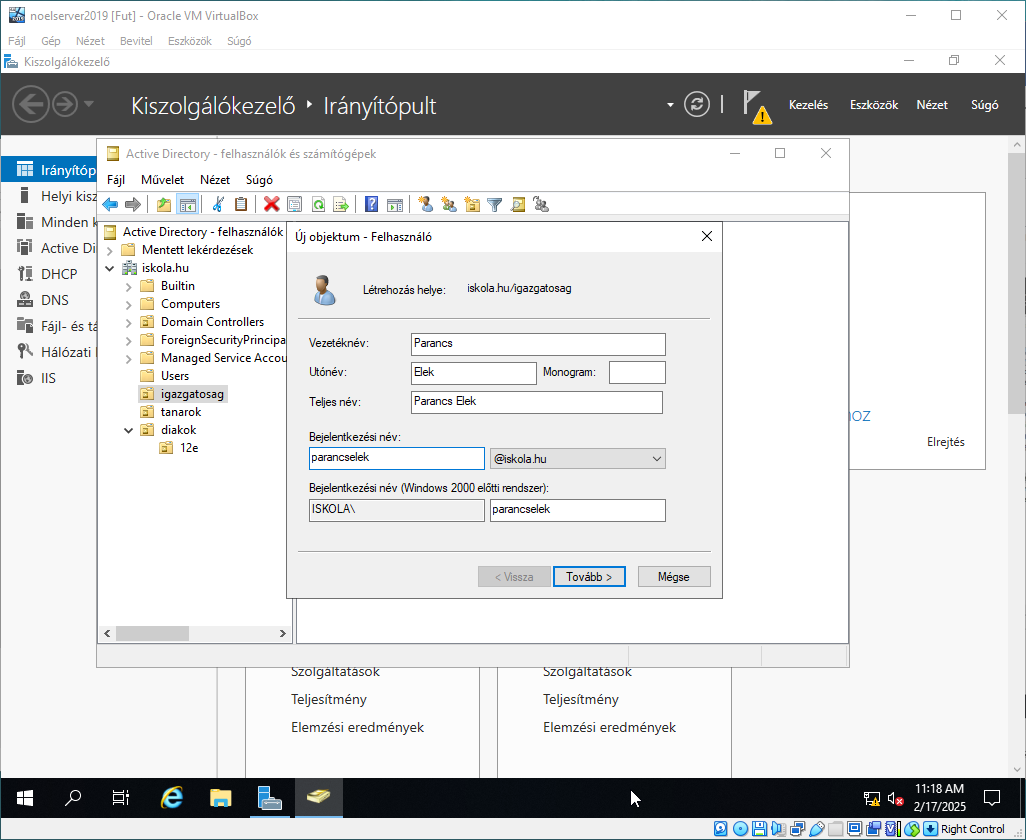 noelserver2019 [Fut] - Oracle VM VirtualBox
Fájl Gép Nézet Bevitel Eszközök Súgó
Kiszolgálókezelő
Kiszolgálókezelő Irányítópult
Kezelés Eszközök Nézet Súgó
Irányítóp
Helyi kisz
Minden k
Active Di
DHCP
DNS
Fájl- és tá
Hálózati
IIS
Active Directory - felhasználók és számítógépek
Fájl Művelet Nézet Súgó
Active Directory - felhasználók
Mentett lekérdezések
iskola.hu
Builtin
Computers
Domain Controllers
ForeignSecurityPrincipa
Managed Service Accou
Users
igazgatosag
tanarok
diakok
12e
Új objektum - Felhasználó
Létrehozás helye: iskola.hu/igazgatosag
Vezetéknév: Parancs
Utónév: Elek Monogram:
Teljes név: Parancs Elek
Bejelentkezési név:
parancselek @iskola.hu
Bejelentkezési név (Windows 2000 előtti rendszer):
ISKOLA\ parancselek
< Vissza Tovább > Mégse
HOZ
Elrejtés
Szolgáltatások
Teljesítmény
Elemzési eredmények
Szolgáltatások
Teljesítmény
Elemzési eredmények
11:18 AM
2/17/2025
Right Control